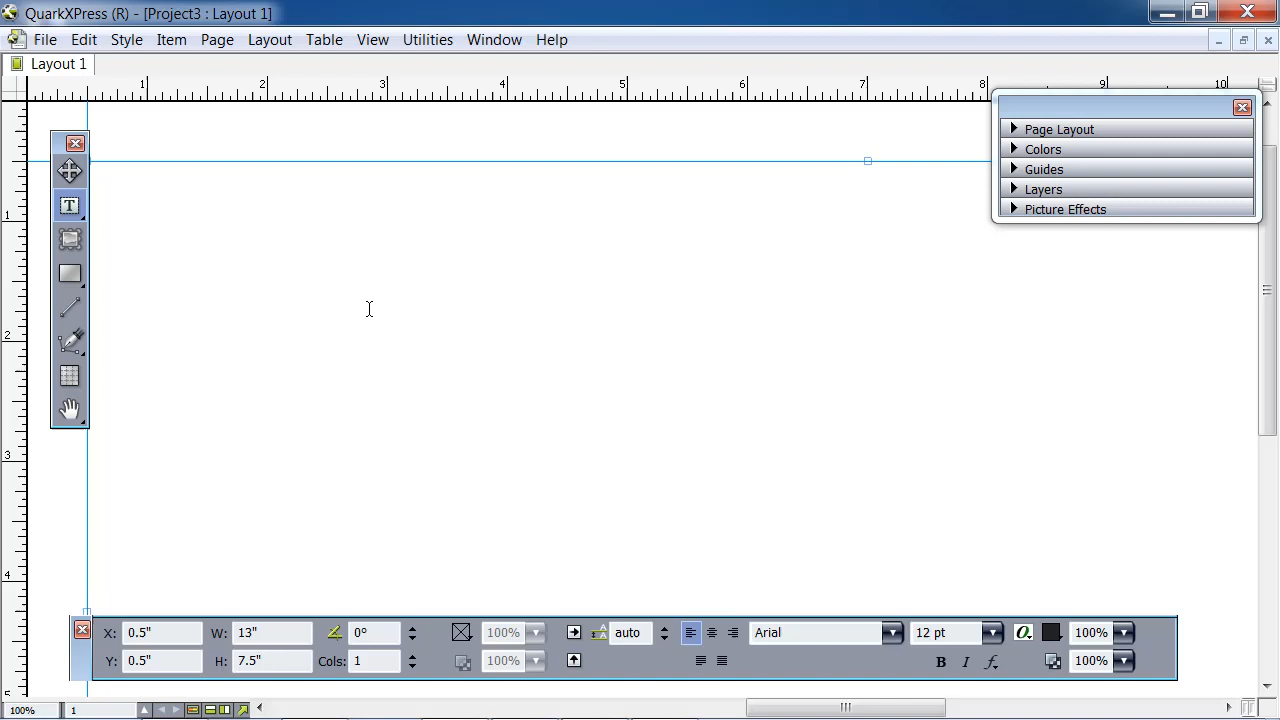 QuarkXPress (R) - [Project3 : Layout 1]
File Edit Style Item Page Layout Table View Utilities Window Help
Layout 1
1 2 3 4 5 6 7 8 9 10
Page Layout
Colors
Guides
Layers
Picture Effects
T
1
2
3
4
5
X: 0.5" W: 13" 0° 100% auto Arial 12 pt O. 100%
Y: 0.5" H: 7.5" Cols: 1 100% B I f. 100%
100% 1